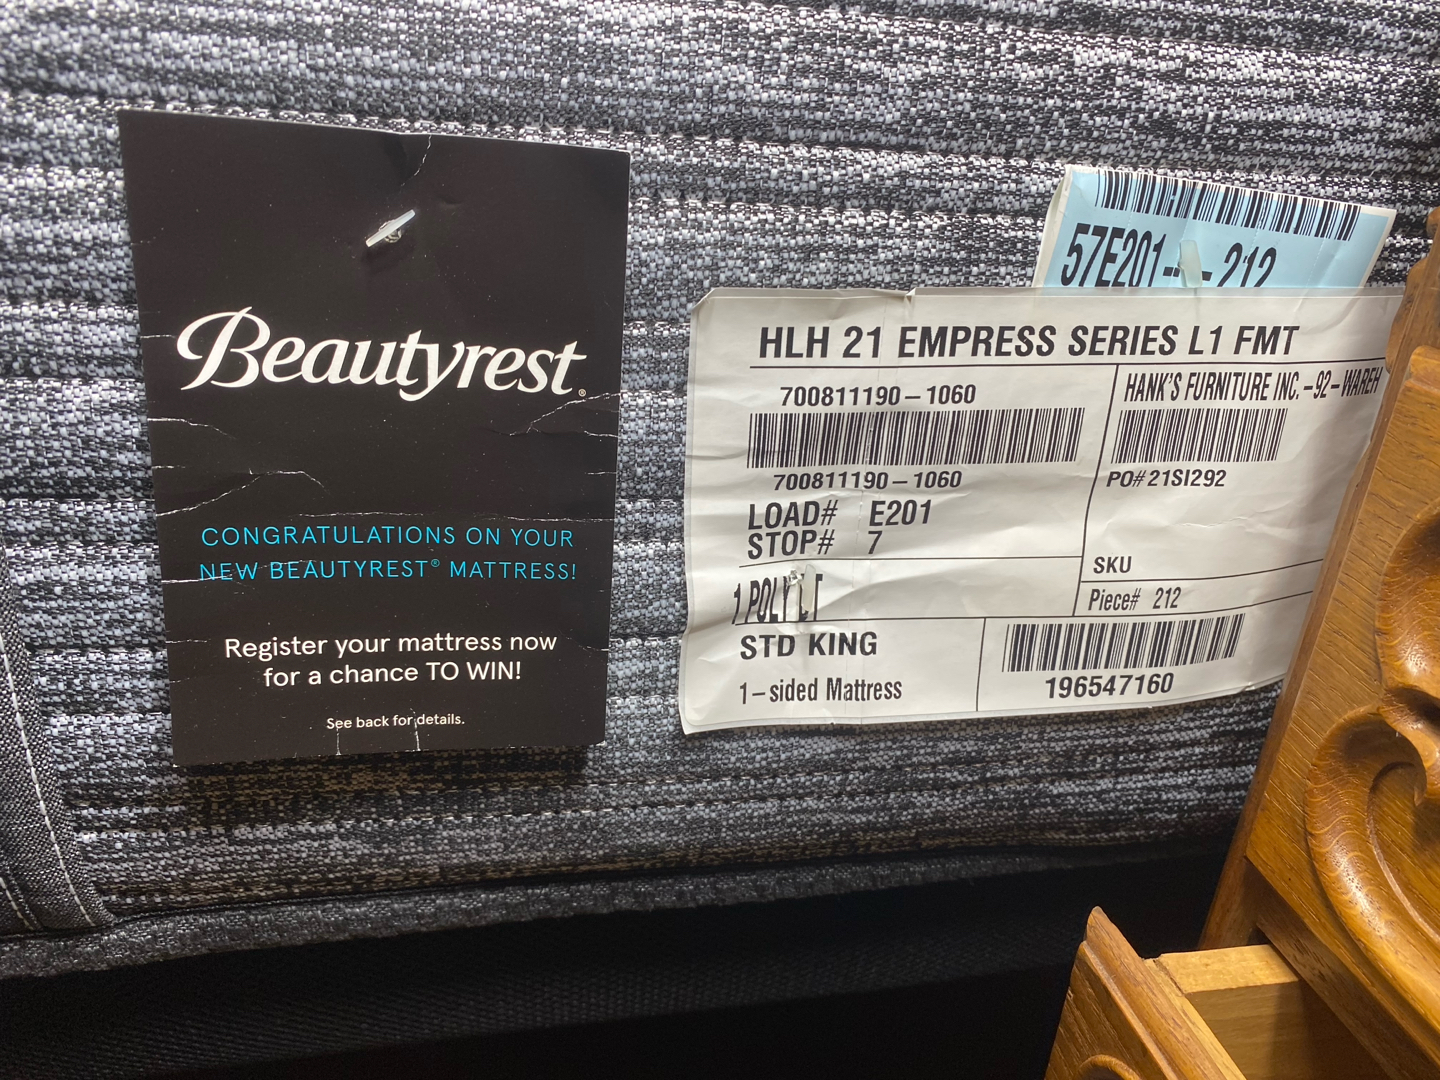 Beautyrest®
CONGRATULATIONS ON YOUR
NEW BEAUTYREST® MATTRESS!
Register your mattress now
for a chance TO WIN!
See back for details.
57E201- - 212
HLH 21 EMPRESS SERIES L1 FMT
700811190-1060
700811190-1060
LOAD# E201
STOP# 7
HANK'S FURNITURE INC.-92-WAREH
PO# 21SI292
SKU
Piece# 212
1 POLY
STD KING
1-sided Mattress
196547160